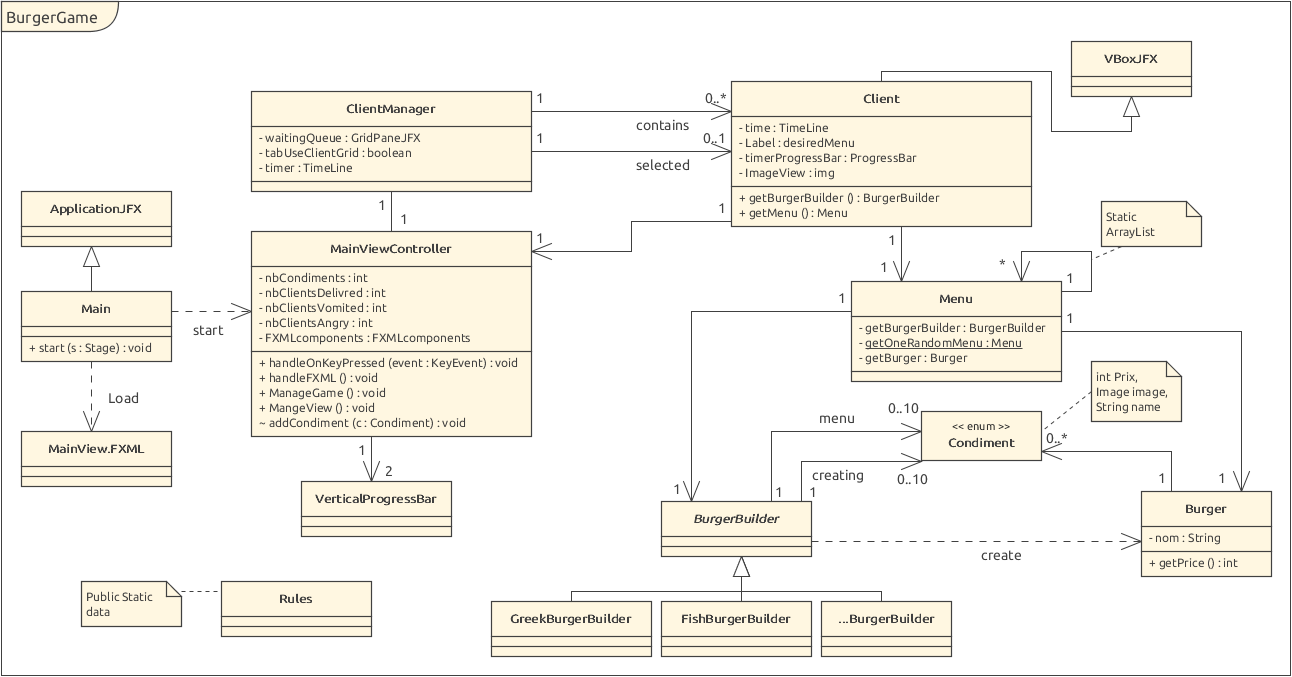 BurgerGame
VBoxJFX
ClientManager
- waitingQueue : GridPaneJFX
- tabUseClientGrid : boolean
- timer : TimeLine
1
0..*
contains
1
0..1
selected
Client
- time : TimeLine
- Label : desiredMenu
- timerProgressBar : ProgressBar
- ImageView : img
+ getBurgerBuilder () : BurgerBuilder
+ getMenu () : Menu
1
1
1
1
ApplicationJFX
MainViewController
- nbCondiments : int
- nbClientsDelivred : int
- nbClientsVomited : int
- nbClientsAngry : int
- FXMLcomponents : FXMLcomponents
+ handleOnKeyPressed (event : KeyEvent) : void
+ handleFXML () : void
+ ManageGame () : void
+ MangeView () : void
~ addCondiment (c : Condiment) : void
Static
ArrayList
1
1
*
1
Main
+ start (s : Stage) : void
start
Load
MainView.FXML
1
2
VerticalProgressBar
Menu
- getBurgerBuilder : BurgerBuilder
- getOneRandomMenu : Menu
- getBurger : Burger
1
1
int Prix,
Image image,
String name
menu
0..10
<< enum >>
Condiment
0..*
creating
0..10
1
1
1
1
1
BurgerBuilder
create
Burger
- nom : String
+ getPrice () : int
Public Static
data
Rules
GreekBurgerBuilder
FishBurgerBuilder
...BurgerBuilder